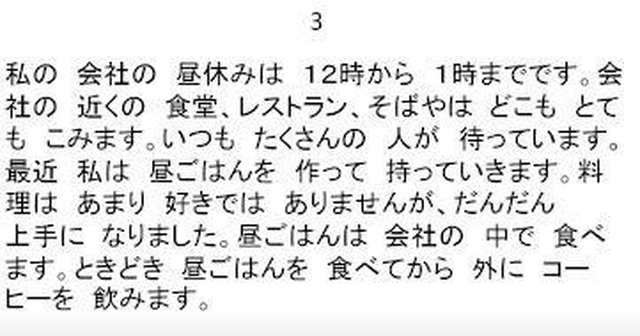 3
私の 会社の 昼休みは 12時から 1時までです。会
社の 近くの 食堂、レストラン、そばやは どこも とて
も こみます。いつも たくさんの 人が 待っています。
最近 私は 昼ごはんを 作って 持っていきます。料
理は あまり 好きでは ありませんが、だんだん
上手に なりました。昼ごはんは 会社の 中で 食べ
ます。ときどき 昼ごはんを 食べてから 外に コー
ヒーを 飲みます。